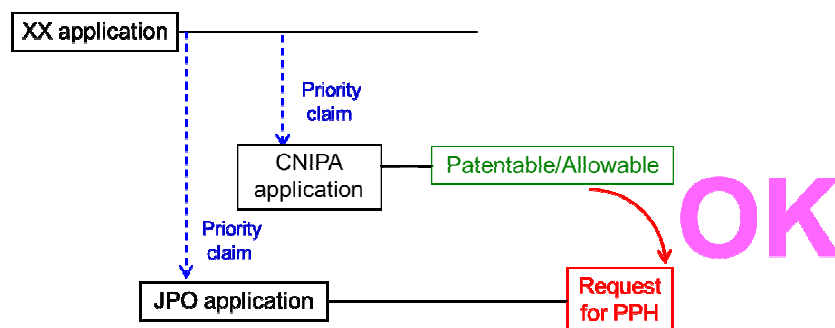 XX application
Priority
claim
CNIPA
application
Patentable/Allowable
OK
Priority
claim
JPO application
Request
for PPH